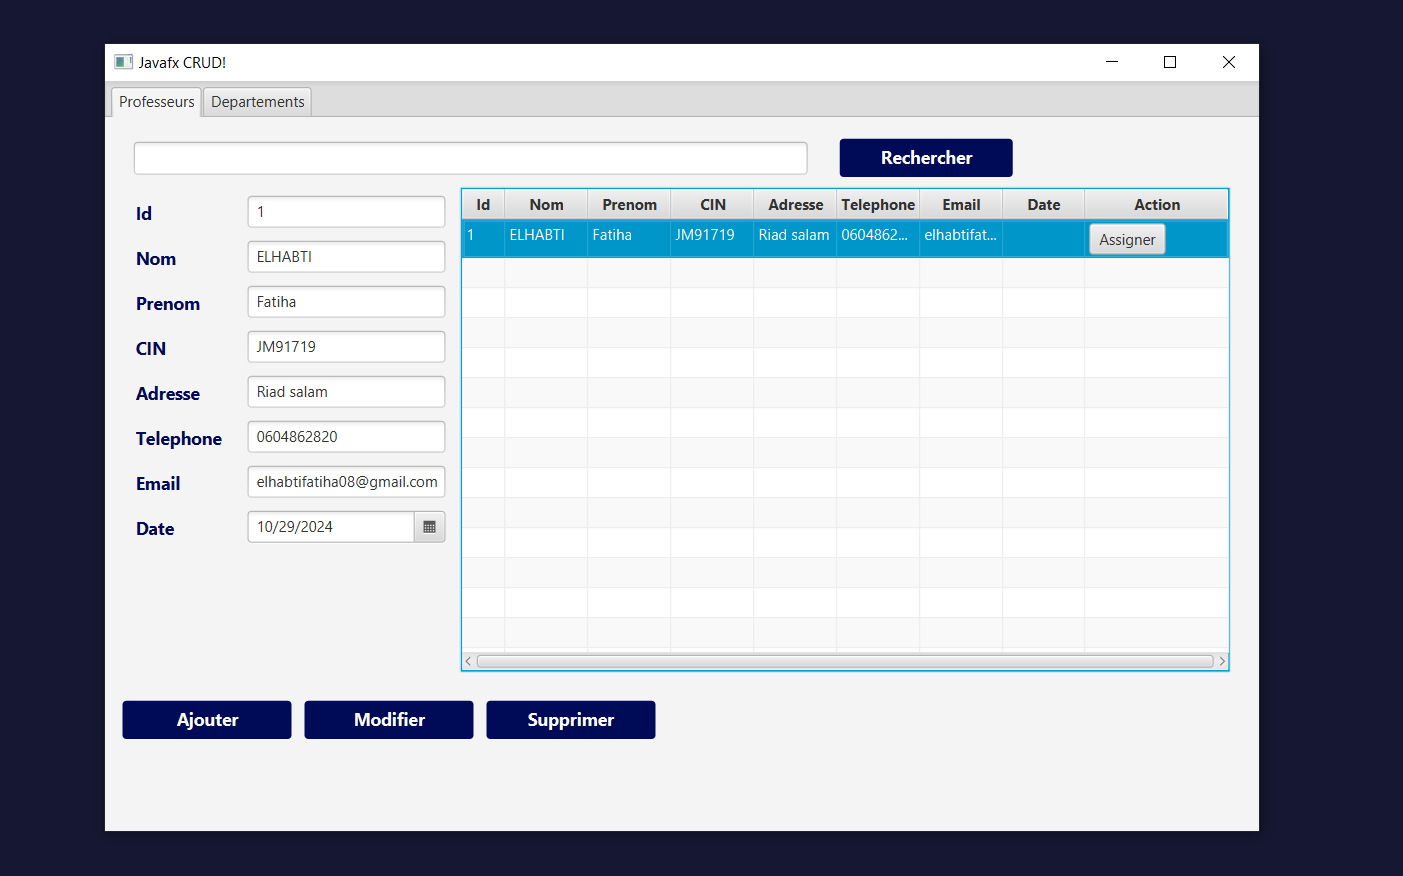 Javafx CRUD!
Professeurs Departements
Rechercher
Id 1
Nom ELHABTI
Prenom Fatiha
CIN JM91719
Adresse Riad salam
Telephone 0604862820
Email elhabtifatiha08@gmail.com
Date 10/29/2024
Id Nom Prenom CIN Adresse Telephone Email Date Action
1 ELHABTI Fatiha JM91719 Riad salam 0604862... elhabtifat... Assigner
Ajouter Modifier Supprimer